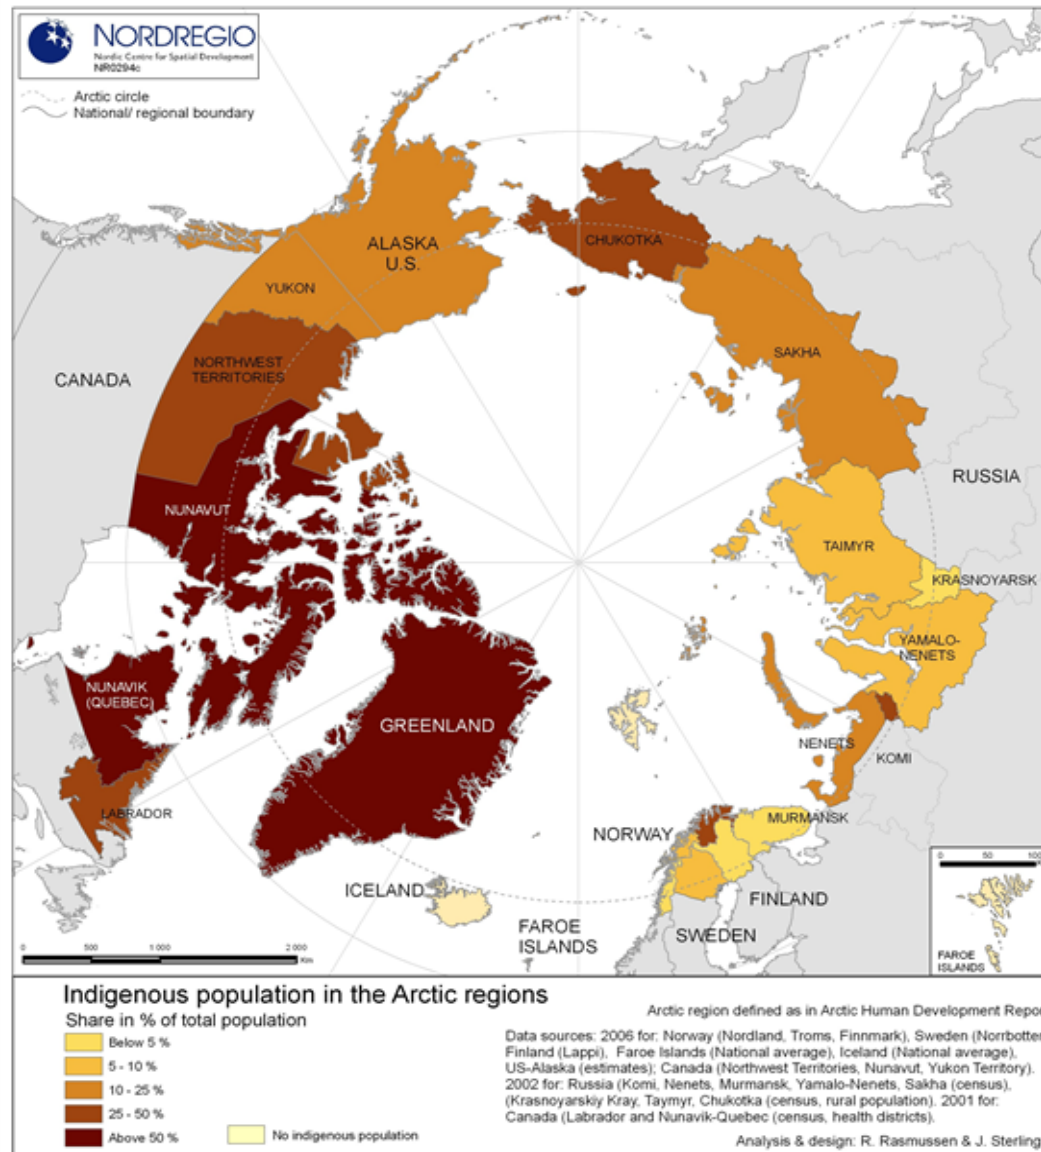 NORDREGIO
Nordic Centre for Spatial Development
NR0294c
Arctic circle
National/ regional boundary
ALASKA
U.S.
CHUKOTKA
YUKON
NORTHWEST
TERRITORIES
SAKHA
CANADA
RUSSIA
NUNAVUT
TAIMYR
KRASNOYARSK
YAMALO-
NENETS
NUNAVIK
(QUEBEC)
GREENLAND
NENETS
KOMI
LABRADOR
MURMANSK
NORWAY
ICELAND
FINLAND
FAROE
ISLANDS
SWEDEN
0 50 100
FAROE
ISLANDS
0 500 1 000 2 000
Km
Indigenous population in the Arctic regions
Share in % of total population
Below 5 %
5 - 10 %
10 - 25 %
25 - 50 %
Above 50 %
No indigenous population
Arctic region defined as in Arctic Human Development Repor
Data sources: 2006 for: Norway (Nordland, Troms, Finnmark), Sweden (Norrbotten
Finland (Lappi), Faroe Islands (National average), Iceland (National average),
US-Alaska (estimates); Canada (Northwest Territories, Nunavut, Yukon Territory).
2002 for: Russia (Komi, Nenets, Murmansk, Yamalo-Nenets, Sakha (census),
(Krasnoyarskiy Kray, Taymyr, Chukotka (census, rural population). 2001 for:
Canada (Labrador and Nunavik-Quebec (census, health districts).
Analysis & design: R. Rasmussen & J. Sterling